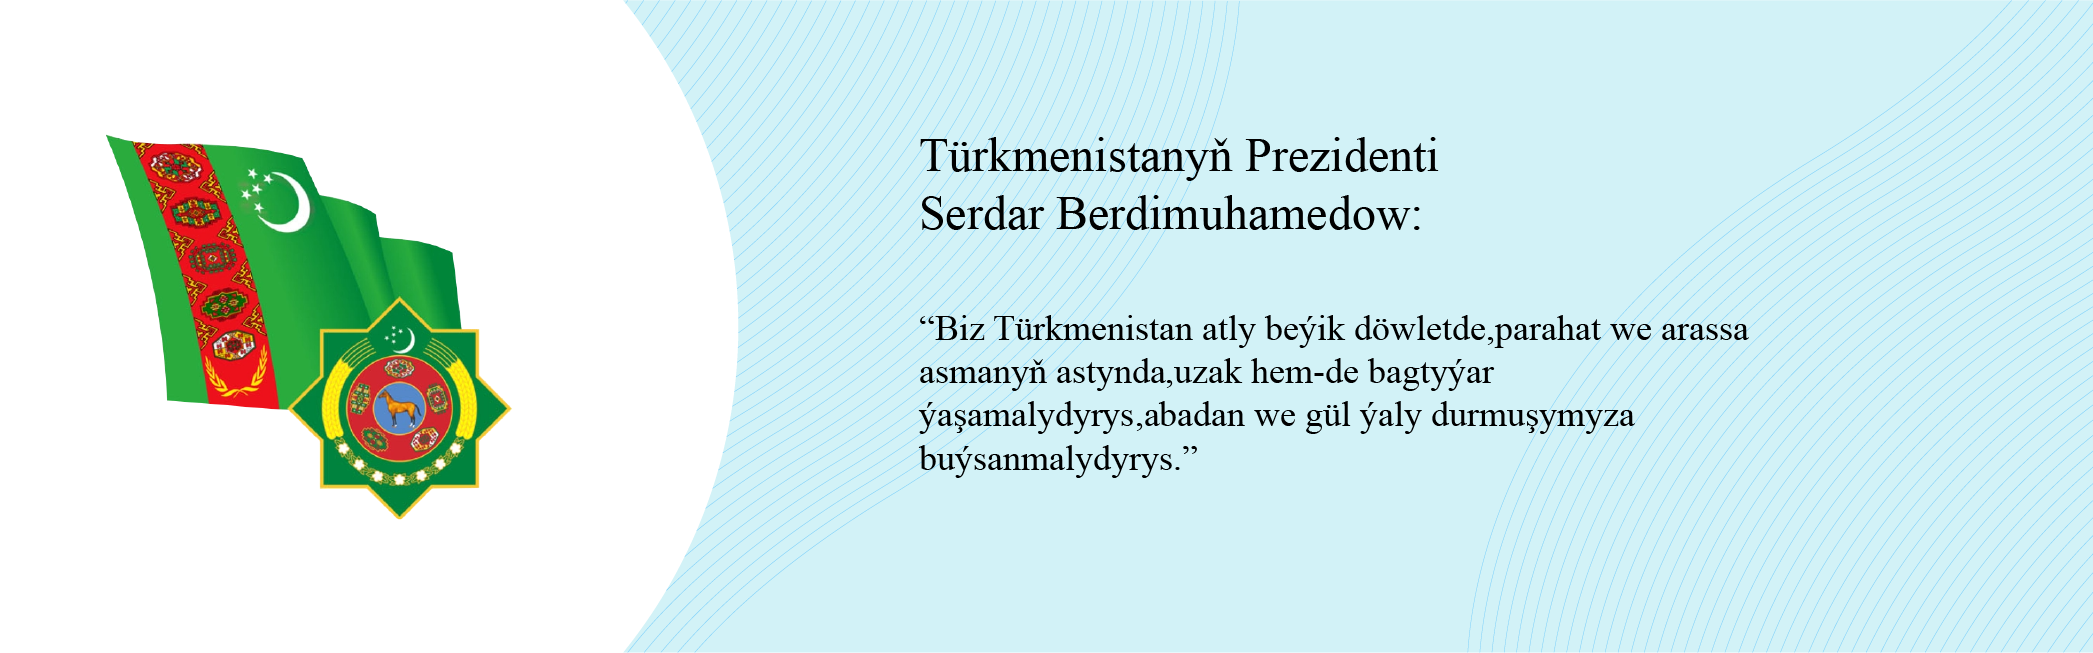 Türkmenistanyň Prezidenti
Serdar Berdimuhamedow:
“Biz Türkmenistan atly beýik döwletde,parahat we arassa
asmanyň astynda,uzak hem-de bagtyýar
ýaşamalydyrys,abadan we gül ýaly durmuşymyza
buýsanmalydyrys.”